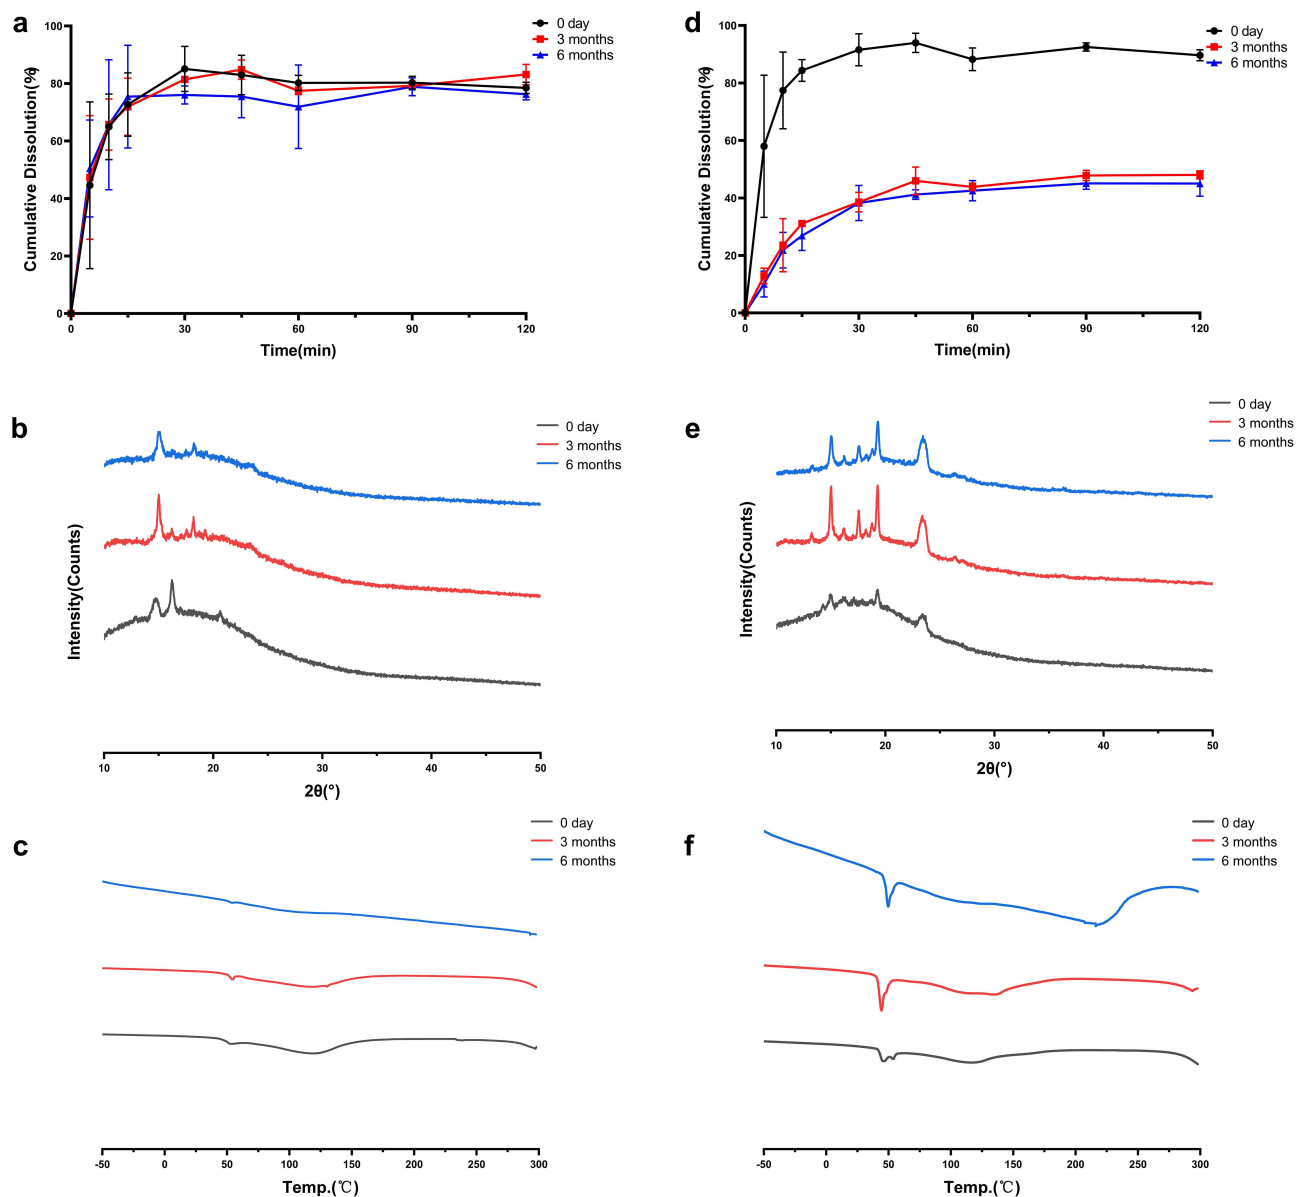 a
100
80
60
40
20
0
0
30
60
90
120
Cumulative Dissolution(%)
Time(min)
0 day
3 months
6 months
d
100
80
60
40
20
0
0
30
60
90
120
Cumulative Dissolution(%)
Time(min)
0 day
3 months
6 months
b
0 day
3 months
6 months
Intensity(Counts)
10
20
30
40
50
2θ(°)
e
0 day
3 months
6 months
Intensity(Counts)
10
20
30
40
50
2θ(°)
c
0 day
3 months
6 months
-50
0
50
100
150
200
250
300
Temp.(℃)
f
0 day
3 months
6 months
-50
0
50
100
150
200
250
300
Temp.(℃)